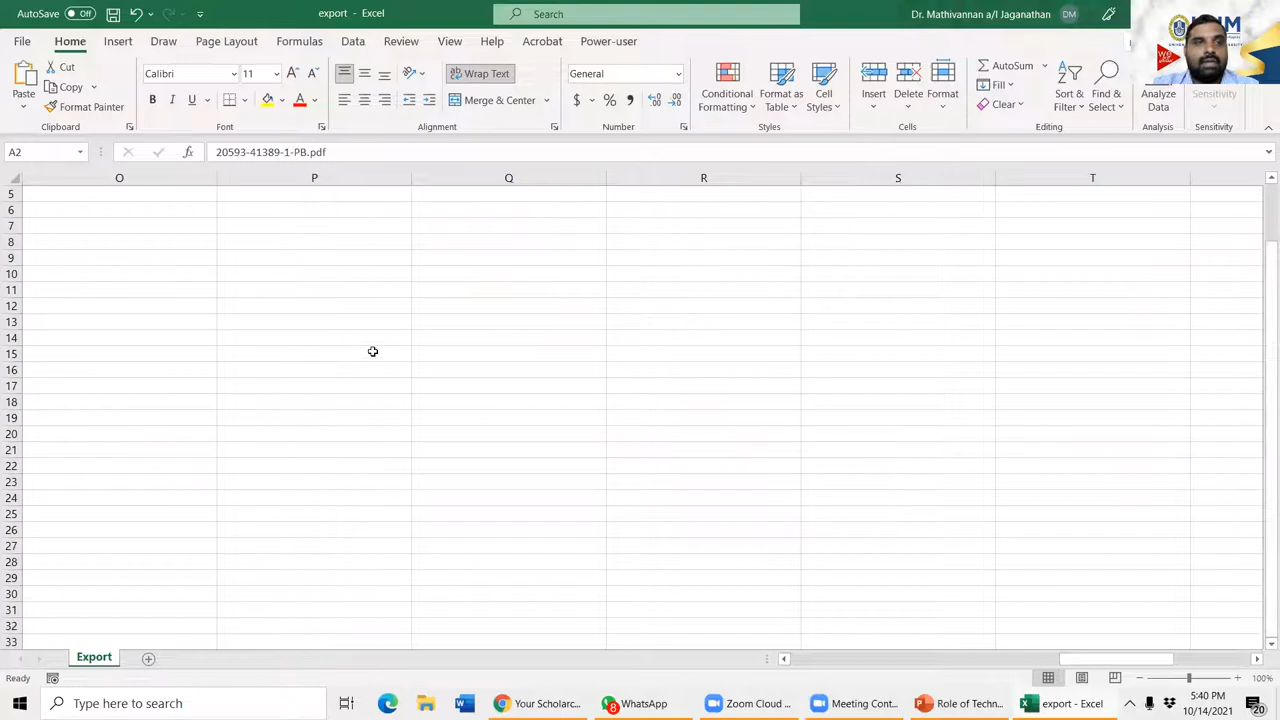 AutoSave Off export - Excel Search Dr. Mathivannan a/l Jaganathan DM
File Home Insert Draw Page Layout Formulas Data Review View Help Acrobat Power-user
Paste Cut Copy Format Painter Clipboard
Calibri 11 A A B I U A Font
Wrap Text Merge & Center Alignment
General $ % , Number
Conditional Formatting Format as Table Cell Styles Styles
Insert Delete Format Cells
AutoSum Fill Clear Sort & Filter Find & Select Editing
Analyze Data Analysis
Sensitivity Sensitivity
A2 fx 20593-41389-1-PB.pdf
O P Q R S T
5
6
7
8
9
10
11
12
13
14
15
16
17
18
19
20
21
22
23
24
25
26
27
28
29
30
31
32
33
Export
Ready 100%
Type here to search W Your Scholarc... 8 WhatsApp Zoom Cloud ... Meeting Cont... Role of Techn... export - Excel 5:40 PM
10/14/2021 20